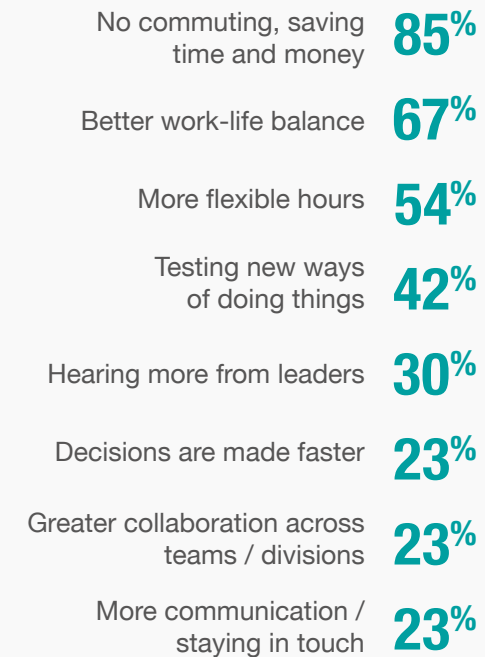 No commuting, saving
time and money
85%
Better work-life balance
67%
More flexible hours
54%
Testing new ways
of doing things
42%
Hearing more from leaders
30%
Decisions are made faster
23%
Greater collaboration across
teams / divisions
23%
More communication /
staying in touch
23%